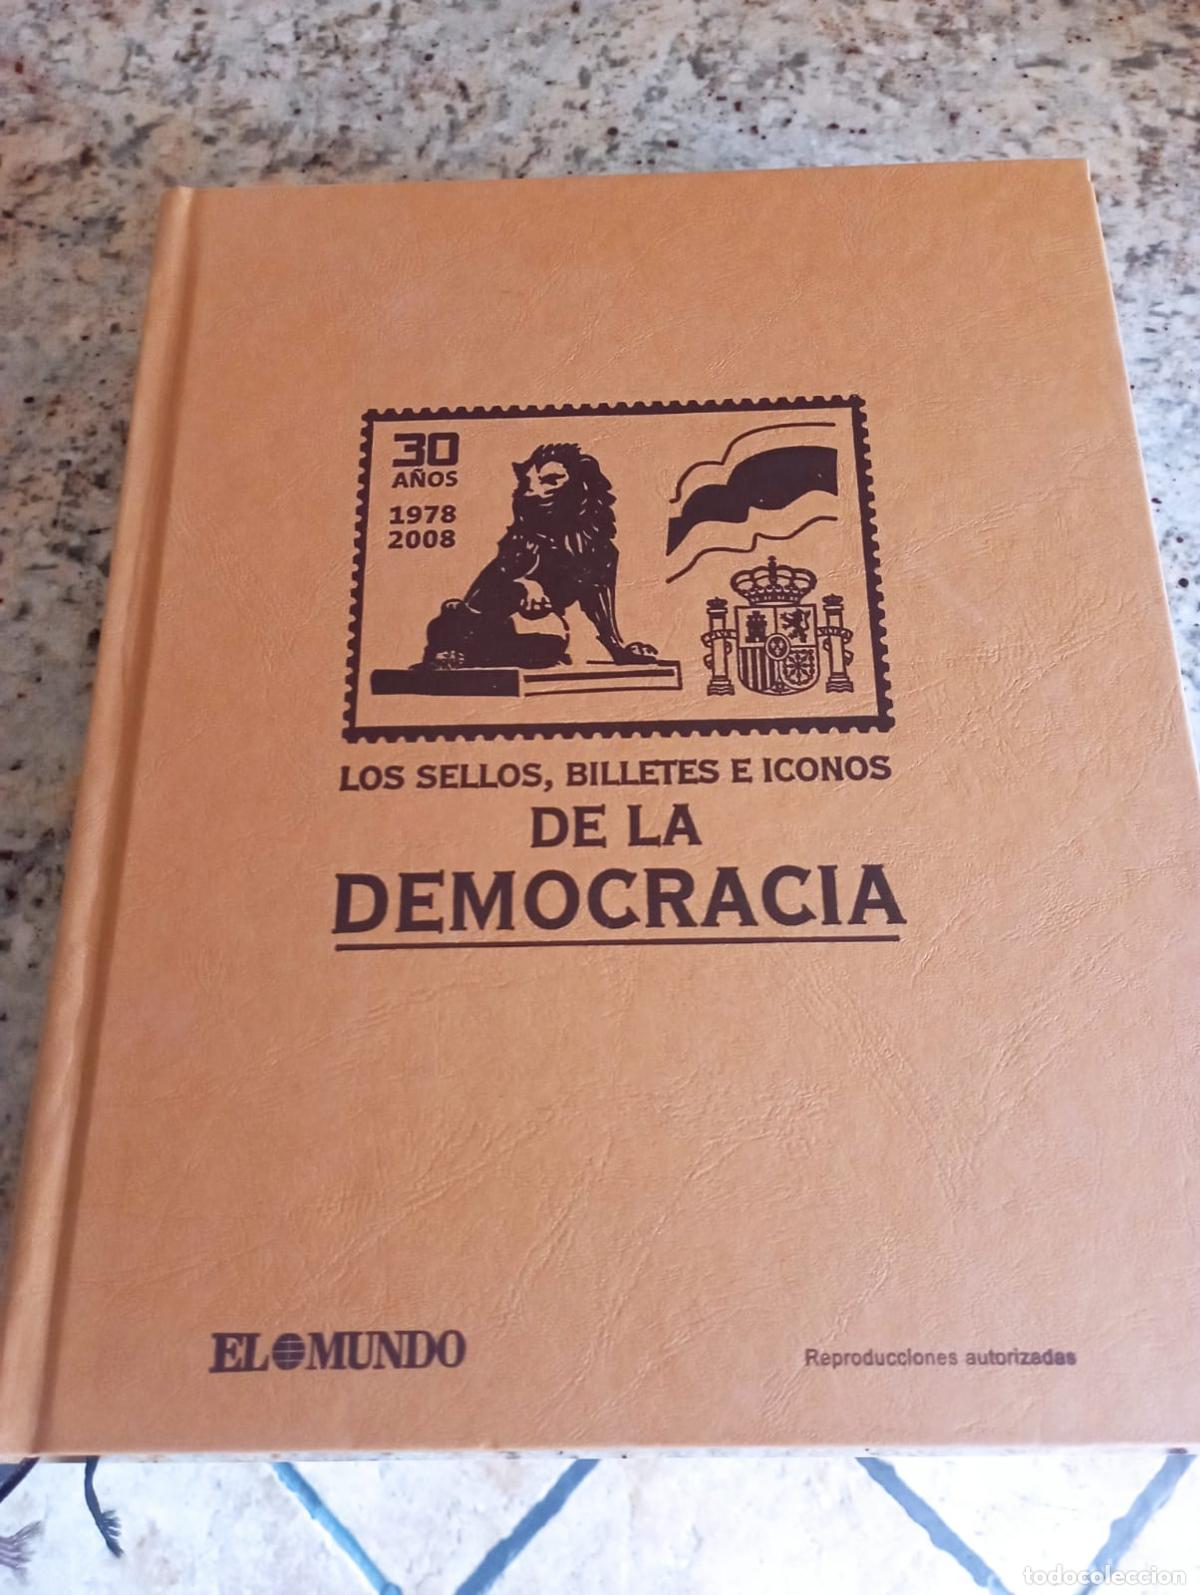 30
AÑOS
1978
2008
LOS SELLOS, BILLETES E ICONOS
DE LA
DEMOCRACIA
EL MUNDO
Reproducciones autorizadas
todocoleccion